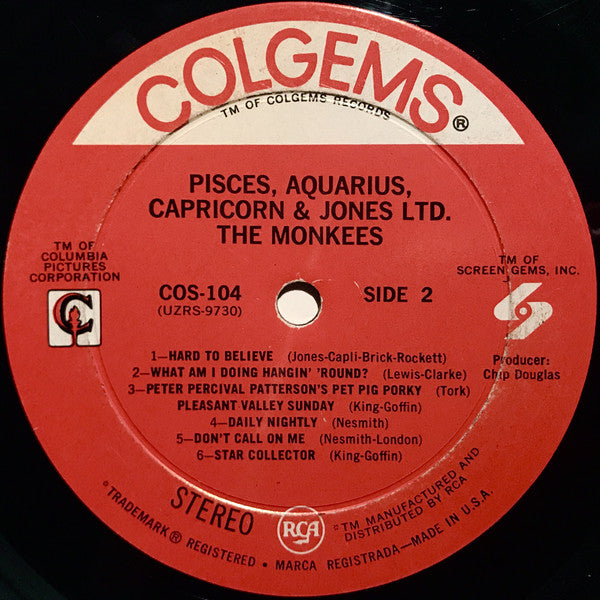 COLGEMS®
TM OF COLGEMS RECORDS
PISCES, AQUARIUS,
CAPRICORN & JONES LTD.
THE MONKEES
TM OF
COLUMBIA
PICTURES
CORPORATION
TM OF
SCREEN GEMS, INC.
COS-104
SIDE 2
(UZRS-9730)
Producer:
Chip Douglas
1—HARD TO BELIEVE (Jones-Capli-Brick-Rockett)
2—WHAT AM I DOING HANGIN' 'ROUND? (Lewis-Clarke)
3—PETER PERCIVAL PATTERSON'S PET PIG PORKY (Tork)
PLEASANT VALLEY SUNDAY (King-Goffin)
4—DAILY NIGHTLY (Nesmith)
5—DON'T CALL ON ME (Nesmith-London)
6—STAR COLLECTOR (King-Goffin)
STEREO
RCA
©TM MANUFACTURED AND
DISTRIBUTED BY RCA
©TRADEMARK ® REGISTERED • MARCA REGISTRADA—MADE IN U.S.A.